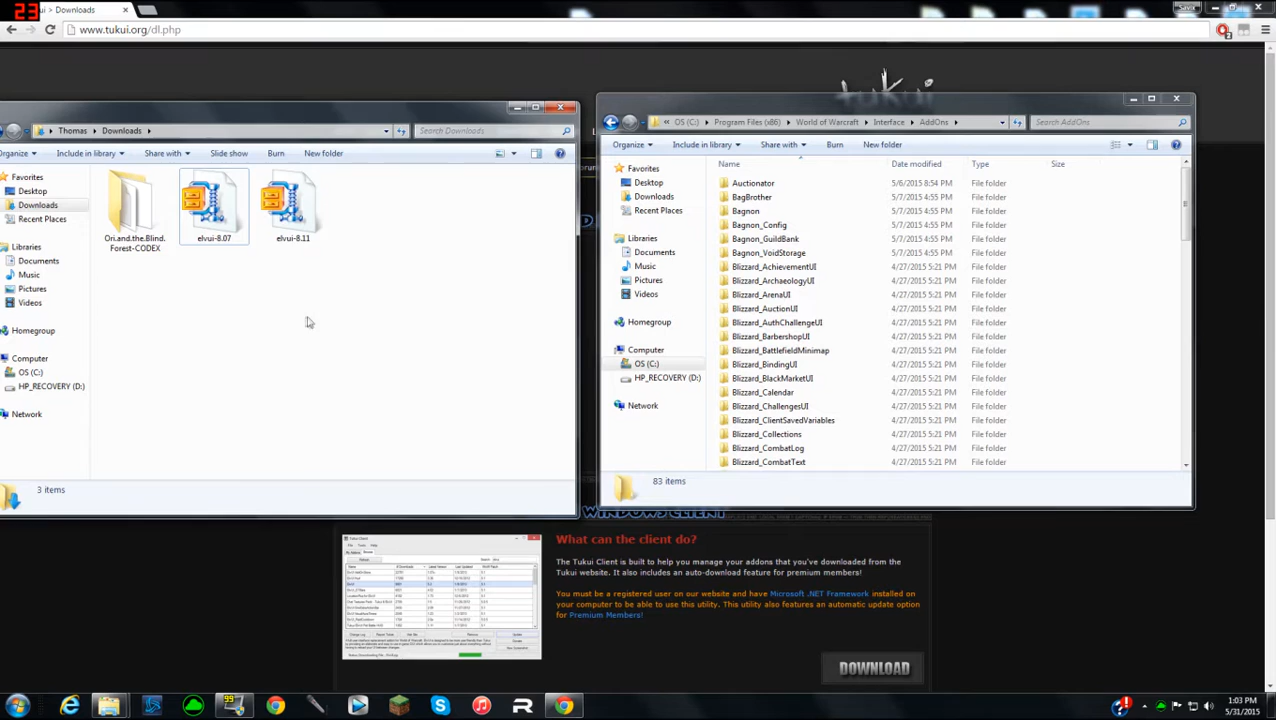 23
ui > Downloads
Savix
www.tukui.org/dl.php
Thomas
Downloads
Search Downloads
Organize
Include in library
Share with
Slide show
Burn
New folder
Favorites
Desktop
Downloads
Recent Places
Libraries
Documents
Music
Pictures
Videos
Homegroup
Computer
OS (C:)
HP_RECOVERY (D:)
Network
Ori.and.the.Blind.
Forest-CODEX
elvui-8.07
elvui-8.11
3 items
« OS (C:)
Program Files (x86)
World of Warcraft
Interface
AddOns
Search AddOns
Organize
Include in library
Share with
Burn
New folder
Favorites
Desktop
Downloads
Recent Places
Libraries
Documents
Music
Pictures
Videos
Homegroup
Computer
OS (C:)
HP_RECOVERY (D:)
Network
Name Date modified Type Size
Auctionator 5/6/2015 8:54 PM File folder
BagBrother 5/7/2015 4:55 PM File folder
Bagnon 5/7/2015 4:55 PM File folder
Bagnon_Config 5/7/2015 4:55 PM File folder
Bagnon_GuildBank 5/7/2015 4:55 PM File folder
Bagnon_VoidStorage 5/7/2015 4:55 PM File folder
Blizzard_AchievementUI 4/27/2015 5:21 PM File folder
Blizzard_ArchaeologyUI 4/27/2015 5:21 PM File folder
Blizzard_ArenaUI 4/27/2015 5:21 PM File folder
Blizzard_AuctionUI 4/27/2015 5:21 PM File folder
Blizzard_AuthChallengeUI 4/27/2015 5:21 PM File folder
Blizzard_BarbershopUI 4/27/2015 5:21 PM File folder
Blizzard_BattlefieldMinimap 4/27/2015 5:21 PM File folder
Blizzard_BindingUI 4/27/2015 5:21 PM File folder
Blizzard_BlackMarketUI 4/27/2015 5:21 PM File folder
Blizzard_Calendar 4/27/2015 5:21 PM File folder
Blizzard_ChallengesUI 4/27/2015 5:21 PM File folder
Blizzard_ClientSavedVariables 4/27/2015 5:21 PM File folder
Blizzard_Collections 4/27/2015 5:21 PM File folder
Blizzard_CombatLog 4/27/2015 5:21 PM File folder
Blizzard_CombatText 4/27/2015 5:21 PM File folder
83 items
WINDOWS CLIENT
What can the client do?
The Tukui Client is built to help you manage your addons that you've downloaded from the
Tukui website. It also includes an auto-download feature for premium members!
You must be a registered user on our website and have Microsoft .NET Framework installed on
your computer to be able to use this utility. This utility also features an automatic update option
for Premium Members!
DOWNLOAD
99
1:03 PM
5/31/2015